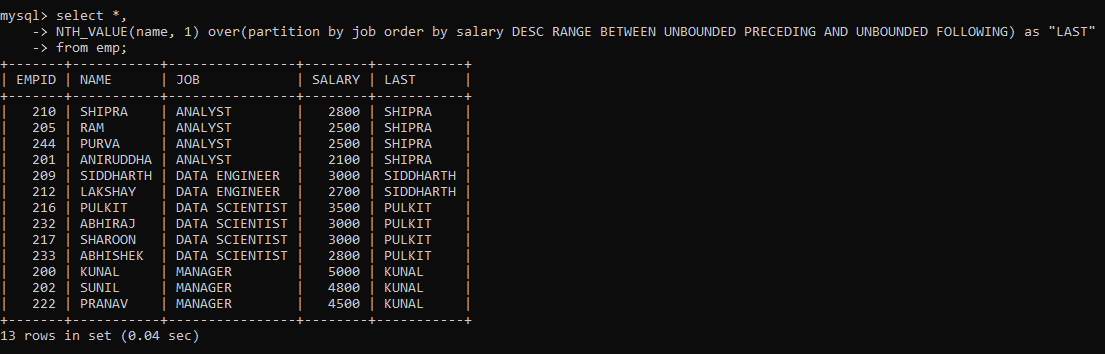 mysql> select *,
    -> NTH_VALUE(name, 1) over(partition by job order by salary DESC RANGE BETWEEN UNBOUNDED PRECEDING AND UNBOUNDED FOLLOWING) as "LAST"
    -> from emp;
+-------+-----------+----------------+--------+-----------+
| EMPID | NAME      | JOB            | SALARY | LAST      |
+-------+-----------+----------------+--------+-----------+
|   210 | SHIPRA    | ANALYST        |   2800 | SHIPRA    |
|   205 | RAM       | ANALYST        |   2500 | SHIPRA    |
|   244 | PURVA     | ANALYST        |   2500 | SHIPRA    |
|   201 | ANIRUDDHA | ANALYST        |   2100 | SHIPRA    |
|   209 | SIDDHARTH | DATA ENGINEER  |   3000 | SIDDHARTH |
|   212 | LAKSHAY   | DATA ENGINEER  |   2700 | SIDDHARTH |
|   216 | PULKIT    | DATA SCIENTIST |   3500 | PULKIT    |
|   232 | ABHIRAJ   | DATA SCIENTIST |   3000 | PULKIT    |
|   217 | SHAROON   | DATA SCIENTIST |   3000 | PULKIT    |
|   233 | ABHISHEK  | DATA SCIENTIST |   2800 | PULKIT    |
|   200 | KUNAL     | MANAGER        |   5000 | KUNAL     |
|   202 | SUNIL     | MANAGER        |   4800 | KUNAL     |
|   222 | PRANAV    | MANAGER        |   4500 | KUNAL     |
+-------+-----------+----------------+--------+-----------+
13 rows in set (0.04 sec)